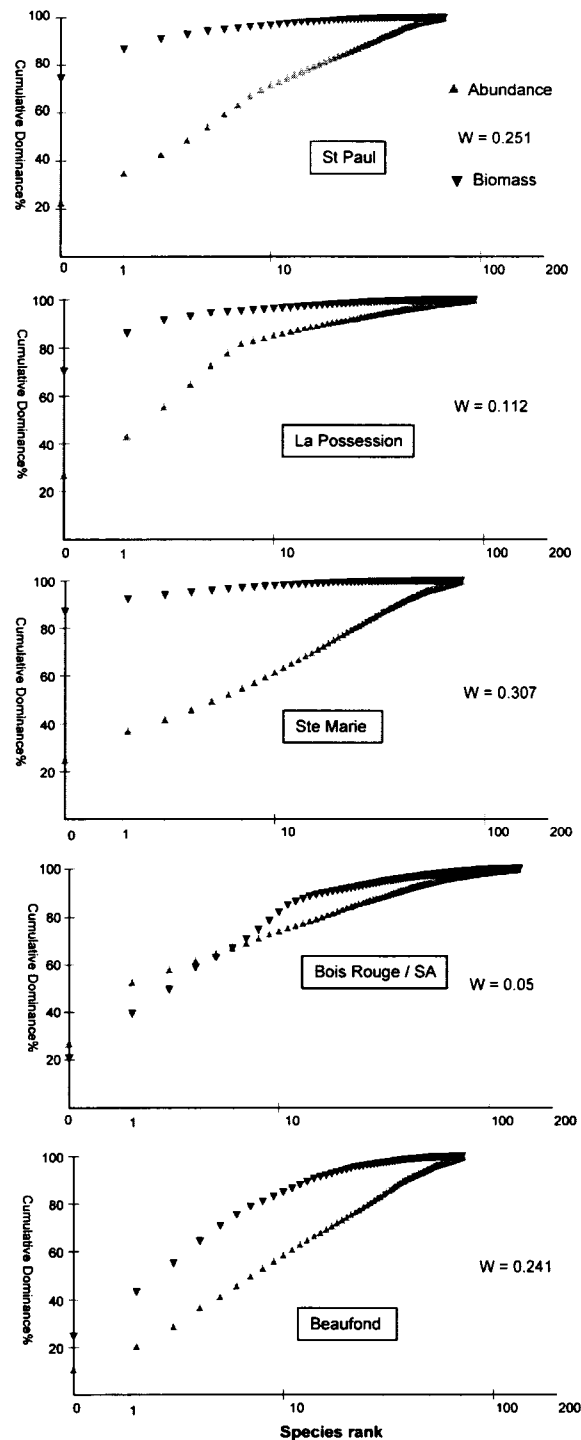 100
80
60
40
20
Cumulative Dominance%
▲ Abundance
W = 0.251
▼ Biomass
St Paul
0 1 10 100 200
100
80
60
40
20
Cumulative Dominance%
W = 0.112
La Possession
0 1 10 100 200
100
80
60
40
20
Cumulative Dominance%
W = 0.307
Ste Marie
0 1 10 100 200
100
80
60
40
20
Cumulative Dominance%
Bois Rouge / SA
W = 0.05
0 1 10 100 200
100
80
60
40
20
Cumulative Dominance%
W = 0.241
Beaufond
0 1 10 100 200
Species rank